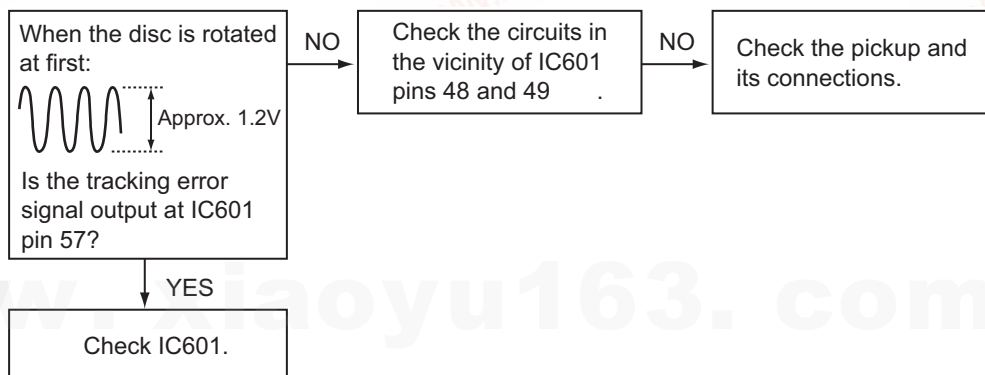 When the disc is rotated
at first:
Approx. 1.2V
Is the tracking error
signal output at IC601
pin 57?
NO
Check the circuits in
the vicinity of IC601
pins 48 and 49 .
NO
Check the pickup and
its connections.
YES
Check IC601.
w. xiaoyu163. com